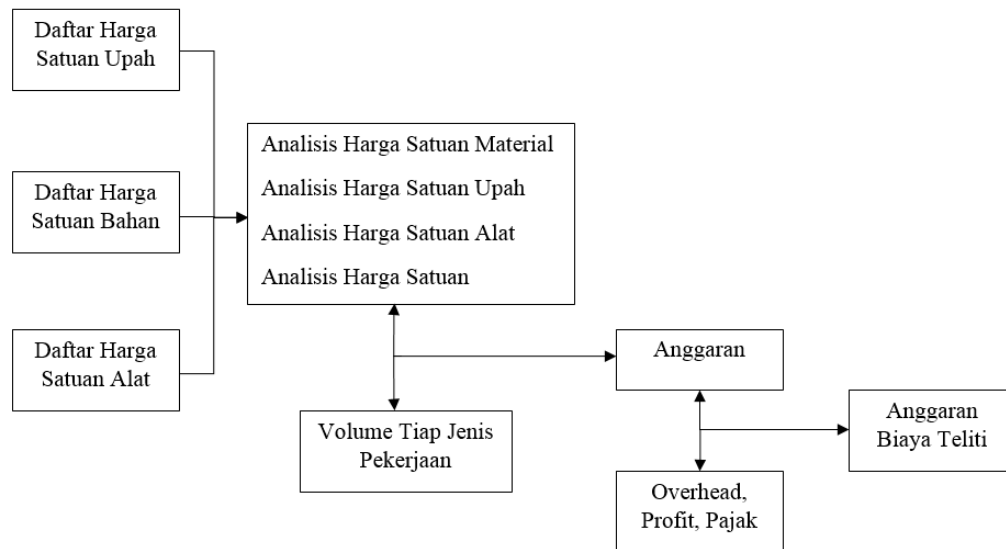 Daftar Harga
Satuan Upah
Daftar Harga
Satuan Bahan
Daftar Harga
Satuan Alat
Analisis Harga Satuan Material
Analisis Harga Satuan Upah
Analisis Harga Satuan Alat
Analisis Harga Satuan
Volume Tiap Jenis
Pekerjaan
Anggaran
Overhead,
Profit, Pajak
Anggaran
Biaya Teliti